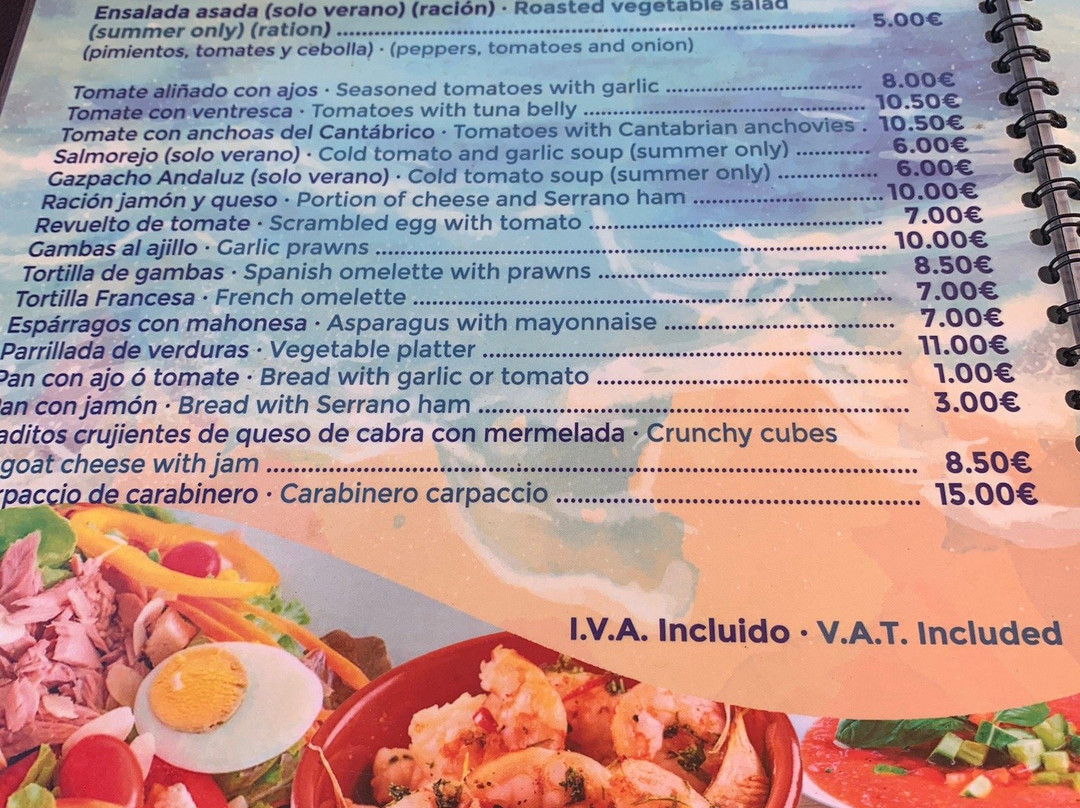 Ensalada asada (solo verano) (ración) · Roasted vegetable salad
(summer only) (ration) ........ 5.00€
(pimientos, tomates y cebolla) · (peppers, tomatoes and onion)
Tomate aliñado con ajos · Seasoned tomatoes with garlic ........ 8.00€
Tomate con ventresca · Tomatoes with tuna belly ........ 10.50€
Tomate con anchoas del Cantábrico · Tomatoes with Cantabrian anchovies . 10.50€
Salmorejo (solo verano) · Cold tomato and garlic soup (summer only) ........ 6.00€
Gazpacho Andaluz (solo verano) · Cold tomato soup (summer only) ........ 6.00€
Ración jamón y queso · Portion of cheese and Serrano ham ........ 10.00€
Revuelto de tomate · Scrambled egg with tomato ........ 7.00€
Gambas al ajillo · Garlic prawns ........ 10.00€
Tortilla de gambas · Spanish omelette with prawns ........ 8.50€
Tortilla Francesa · French omelette ........ 7.00€
Espárragos con mahonesa · Asparagus with mayonnaise ........ 7.00€
Parrillada de verduras · Vegetable platter ........ 11.00€
Pan con ajo ó tomate · Bread with garlic or tomato ........ 1.00€
an con jamón · Bread with Serrano ham ........ 3.00€
aditos crujientes de queso de cabra con mermelada · Crunchy cubes
goat cheese with jam ........ 8.50€
rpaccio de carabinero · Carabinero carpaccio ........ 15.00€
I.V.A. Incluido · V.A.T. Included